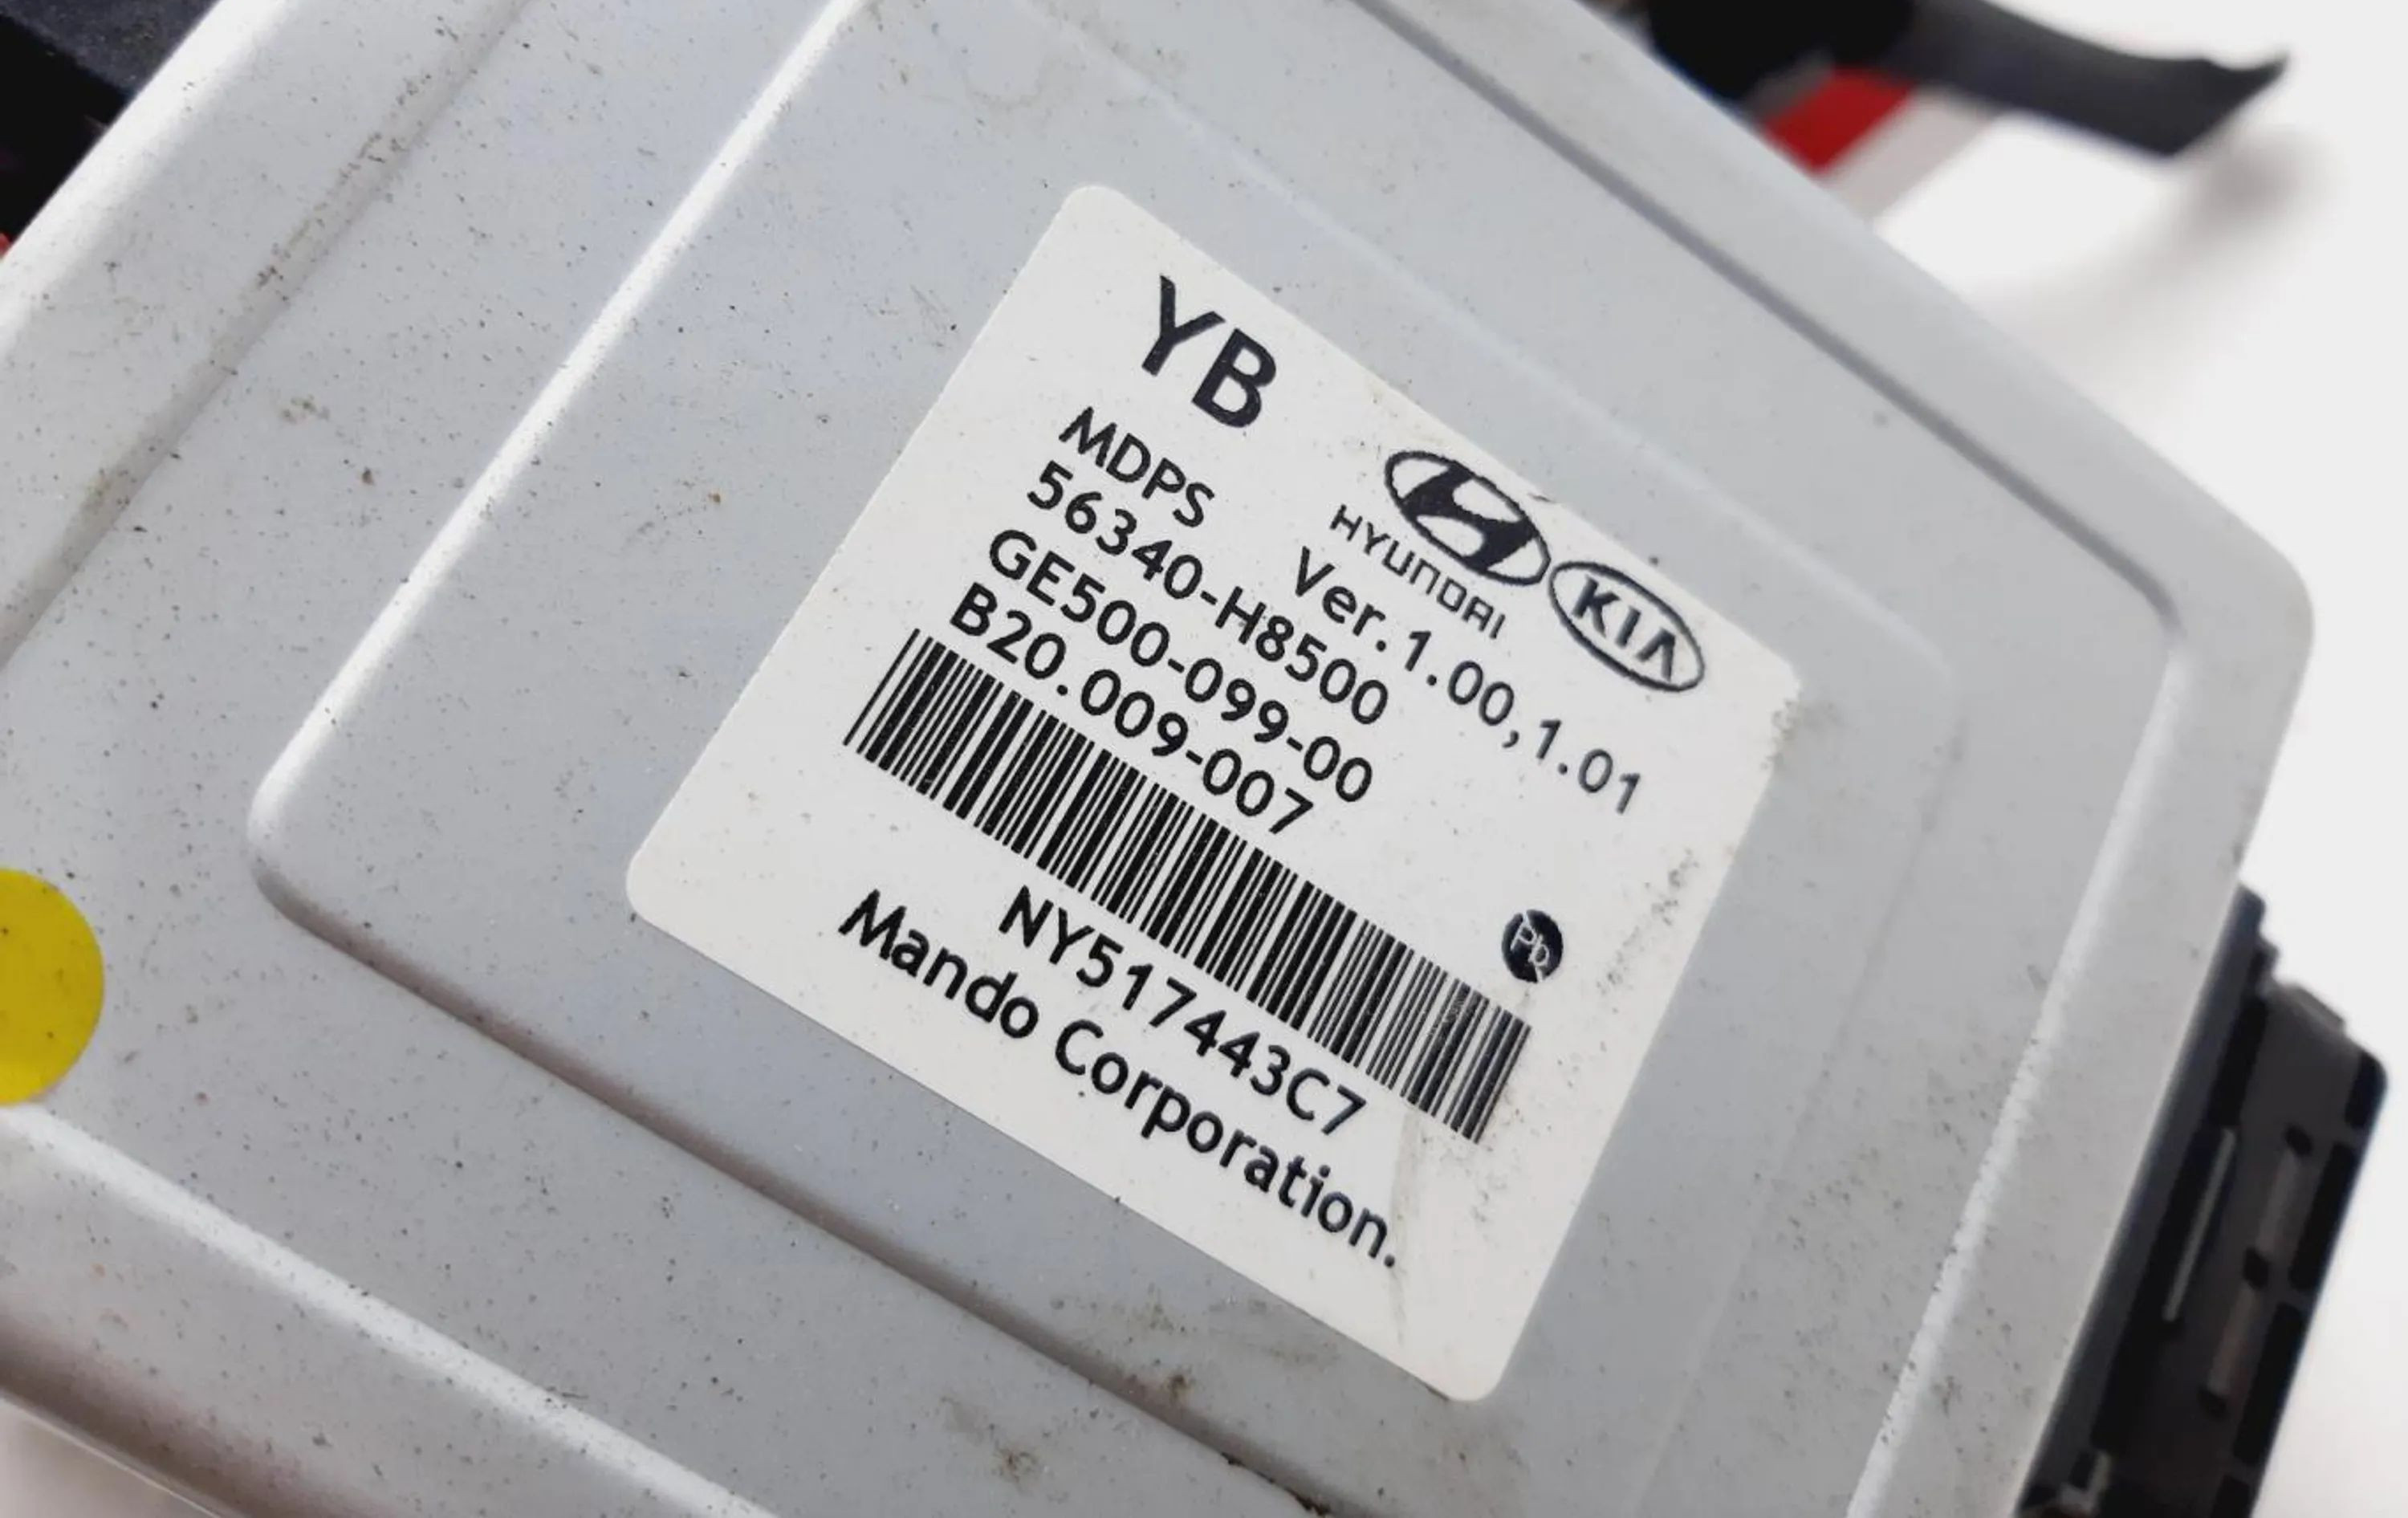 YB
HYUNDAI KIA
MDPS Ver.1.00,1.01
56340-H8500
GE500-099-00
B20.009-007
Pb
NY517443C7
Mando Corporation.